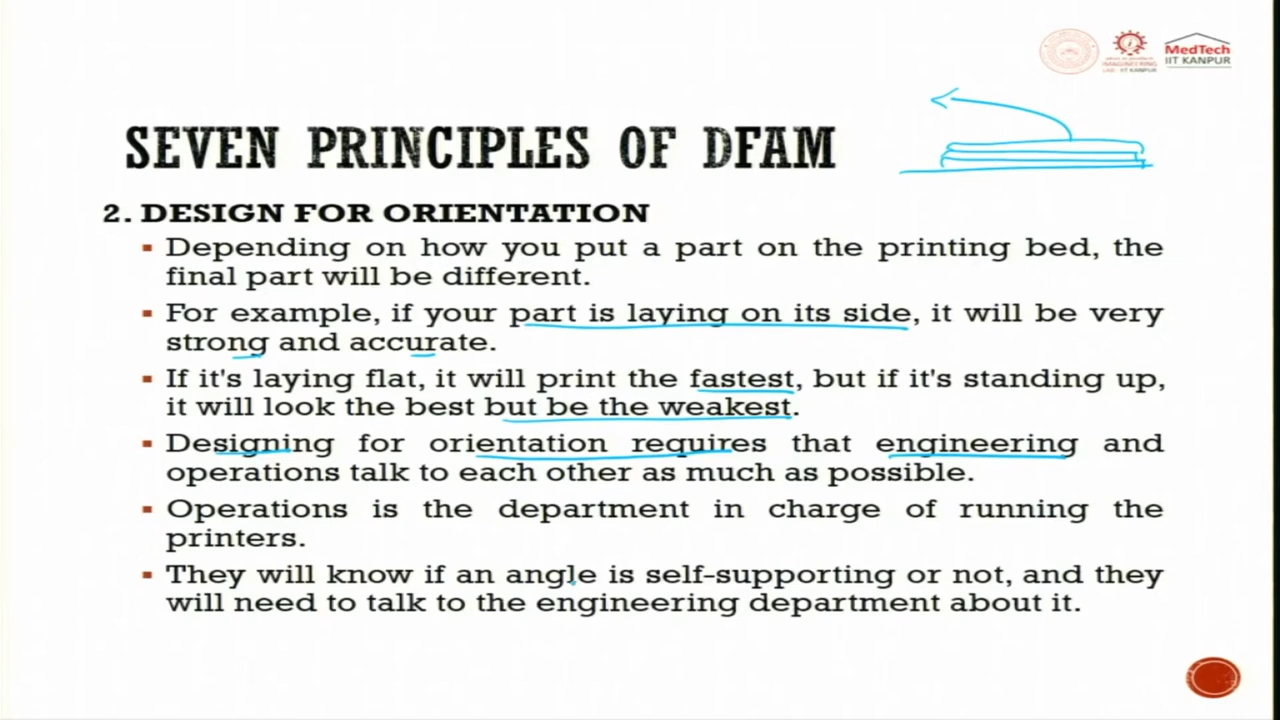 MedTech
IIT KANPUR
IMAGINEERING
LAB | IIT KANPUR
SEVEN PRINCIPLES OF DFAM
2. DESIGN FOR ORIENTATION
▪ Depending on how you put a part on the printing bed, the
final part will be different.
▪ For example, if your part is laying on its side, it will be very
strong and accurate.
▪ If it's laying flat, it will print the fastest, but if it's standing up,
it will look the best but be the weakest.
▪ Designing for orientation requires that engineering and
operations talk to each other as much as possible.
▪ Operations is the department in charge of running the
printers.
▪ They will know if an angle is self-supporting or not, and they
will need to talk to the engineering department about it.